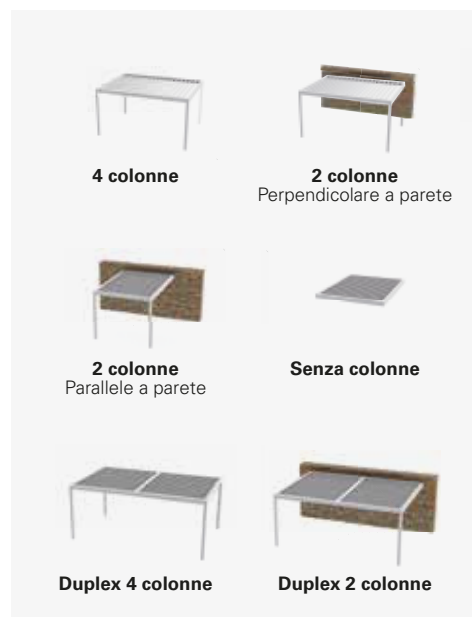 4 colonne
2 colonne
Perpendicolare a parete
2 colonne
Parallele a parete
Senza colonne
Duplex 4 colonne
Duplex 2 colonne